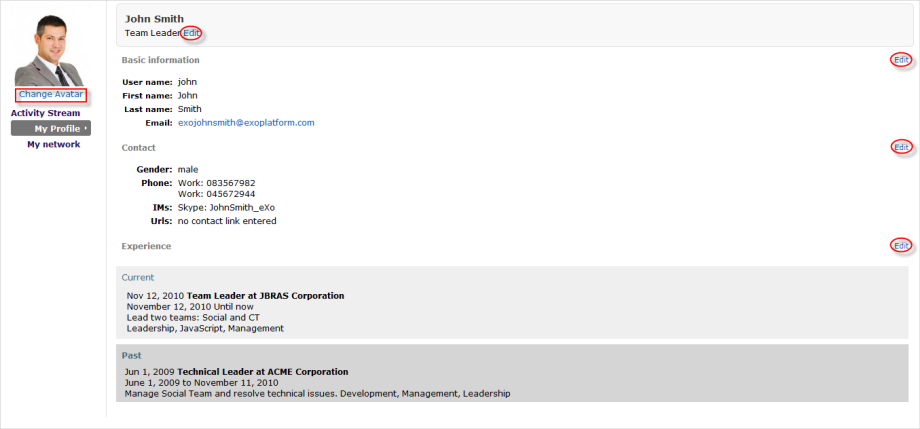 John Smith
Team Leader Edit
Change Avatar
Activity Stream
My Profile
My network
Basic information Edit
User name: john
First name: John
Last name: Smith
Email: exojohnsmith@exoplatform.com
Contact Edit
Gender: male
Phone: Work: 083567982
Work: 045672944
IMs: Skype: JohnSmith_eXo
Urls: no contact link entered
Experience Edit
Current
Nov 12, 2010 Team Leader at JBRAS Corporation
November 12, 2010 Until now
Lead two teams: Social and CT
Leadership, JavaScript, Management
Past
Jun 1, 2009 Technical Leader at ACME Corporation
June 1, 2009 to November 11, 2010
Manage Social Team and resolve technical issues. Development, Management, Leadership